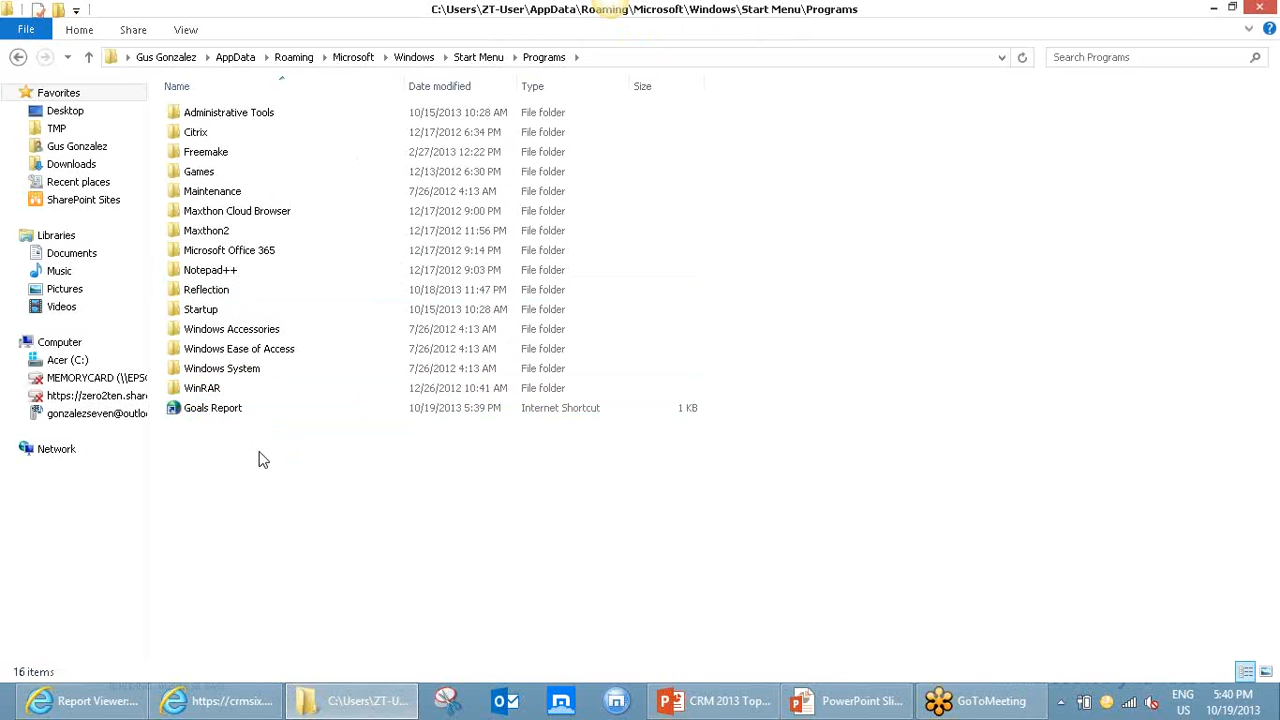 C:\Users\ZT-User\AppData\Roaming\Microsoft\Windows\Start Menu\Programs
File Home Share View
Gus Gonzalez AppData Roaming Microsoft Windows Start Menu Programs Search Programs
Name Date modified Type Size
Favorites
Desktop
TMP
Gus Gonzalez
Downloads
Recent places
SharePoint Sites
Libraries
Documents
Music
Pictures
Videos
Computer
Acer (C:)
MEMORYCARD (\\EPSC
https://zero2ten.share
gonzalezseven@outloo
Network
Administrative Tools 10/15/2013 10:28 AM File folder
Citrix 12/17/2012 6:34 PM File folder
Freemake 2/27/2013 12:22 PM File folder
Games 12/13/2012 6:30 PM File folder
Maintenance 7/26/2012 4:13 AM File folder
Maxthon Cloud Browser 12/17/2012 9:00 PM File folder
Maxthon2 12/17/2012 11:56 PM File folder
Microsoft Office 365 12/17/2012 9:14 PM File folder
Notepad++ 12/17/2012 9:03 PM File folder
Reflection 10/18/2013 11:47 PM File folder
Startup 10/15/2013 10:28 AM File folder
Windows Accessories 7/26/2012 4:13 AM File folder
Windows Ease of Access 7/26/2012 4:13 AM File folder
Windows System 7/26/2012 4:13 AM File folder
WinRAR 12/26/2012 10:41 AM File folder
Goals Report 10/19/2013 5:39 PM Internet Shortcut 1 KB
16 items
Report Viewer:... https://crmsix.... C:\Users\ZT-U... CRM 2013 Top... PowerPoint Sli... GoToMeeting ENG 5:40 PM
US 10/19/2013